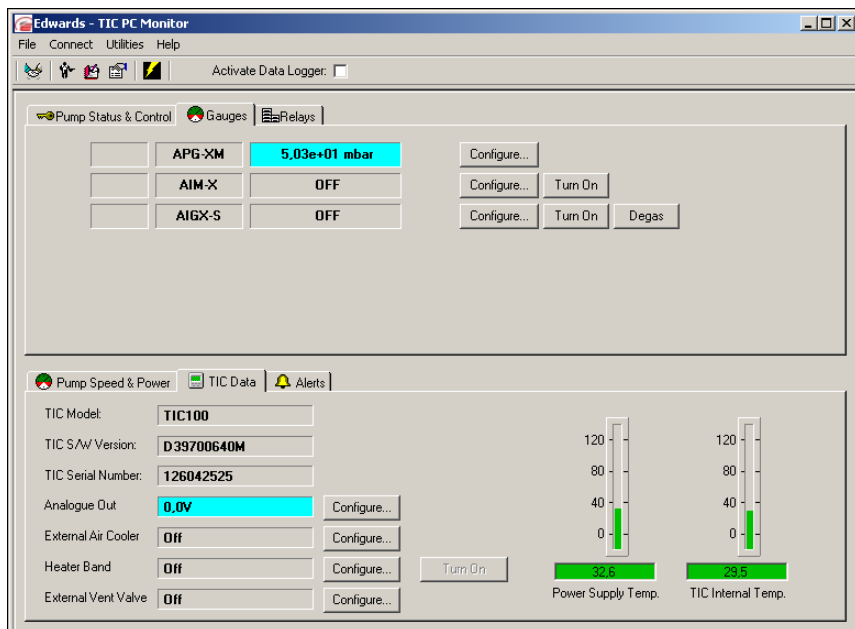 Edwards - TIC PC Monitor
File Connect Utilities Help
Activate Data Logger:
Pump Status & Control Gauges Relays
APG-XM 5,03e+01 mbar Configure...
AIM-X OFF Configure... Turn On
AIGX-S OFF Configure... Turn On Degas
Pump Speed & Power TIC Data Alerts
TIC Model: TIC100
TIC S/W Version: D39700640M
TIC Serial Number: 126042525
Analogue Out 0,0V Configure...
External Air Cooler Off Configure...
Heater Band Off Configure... Turn On
External Vent Valve Off Configure...
120 120
80 80
40 40
0 0
32,6 29,5
Power Supply Temp. TIC Internal Temp.